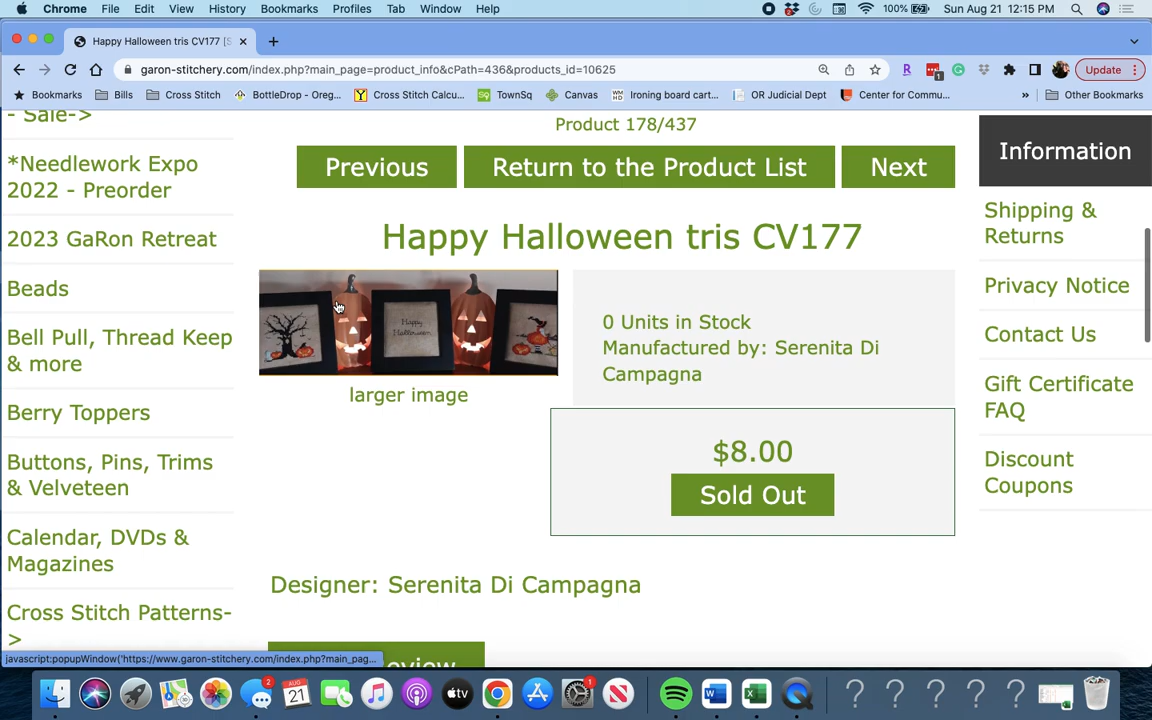 Chrome File Edit View History Bookmarks Profiles Tab Window Help 100% Sun Aug 21 12:15 PM
Happy Halloween tris CV177 [S
garon-stitchery.com/index.php?main_page=product_info&cPath=436&products_id=10625 Update
Bookmarks Bills Cross Stitch BottleDrop - Oreg... Cross Stitch Calcu... TownSq Canvas Ironing board cart... OR Judicial Dept Center for Commu... » Other Bookmarks
- Sale->
*Needlework Expo
2022 - Preorder
2023 GaRon Retreat
Beads
Bell Pull, Thread Keep
& more
Berry Toppers
Buttons, Pins, Trims
& Velveteen
Calendar, DVDs &
Magazines
Cross Stitch Patterns-
>
Product 178/437
Previous Return to the Product List Next
Happy Halloween tris CV177
Happy
Halloween
larger image
0 Units in Stock
Manufactured by: Serenita Di
Campagna
$8.00
Sold Out
Designer: Serenita Di Campagna
Information
Shipping &
Returns
Privacy Notice
Contact Us
Gift Certificate
FAQ
Discount
Coupons
javascript:popupWindow('https://www.garon-stitchery.com/index.php?main_pag...
2 AUG 21 tv 1